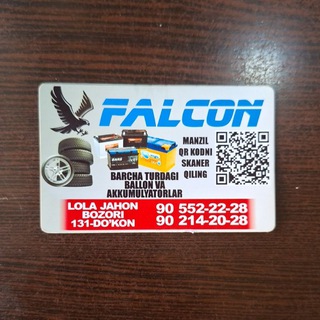 FALCON
MANZIL
QR KODNI
SKANER
QILING
BARCHA TURDAGI
BALLON VA
AKKUMULYATORLAR
LOLA JAHON
BOZORI
131-DO'KON
90 552-22-28
90 214-20-28